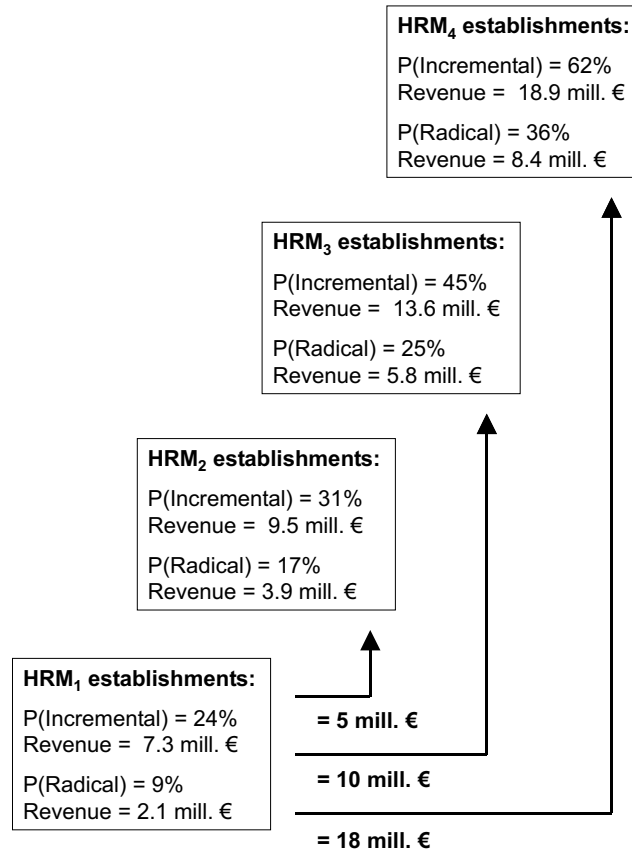 HRM₄ establishments:
P(Incremental) = 62%
Revenue = 18.9 mill. €
P(Radical) = 36%
Revenue = 8.4 mill. €
HRM₃ establishments:
P(Incremental) = 45%
Revenue = 13.6 mill. €
P(Radical) = 25%
Revenue = 5.8 mill. €
HRM₂ establishments:
P(Incremental) = 31%
Revenue = 9.5 mill. €
P(Radical) = 17%
Revenue = 3.9 mill. €
HRM₁ establishments:
P(Incremental) = 24%
Revenue = 7.3 mill. €
P(Radical) = 9%
Revenue = 2.1 mill. €
= 5 mill. €
= 10 mill. €
= 18 mill. €